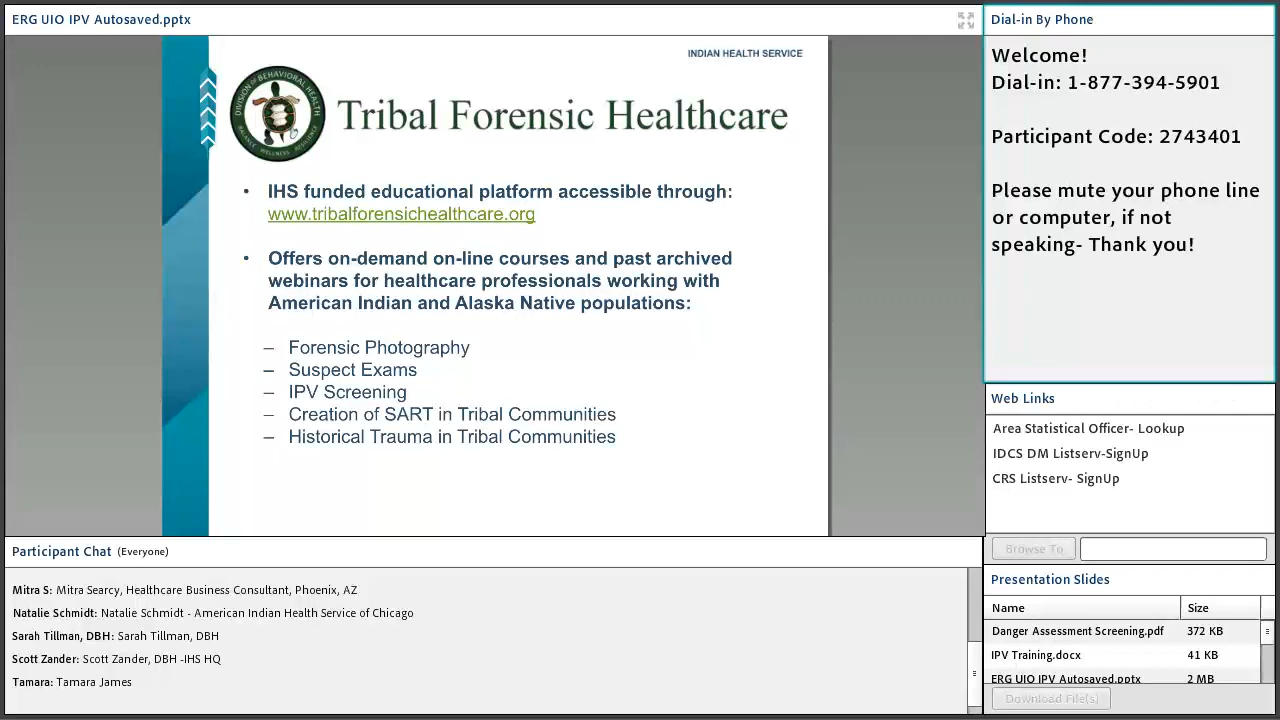 ERG UIO IPV Autosaved.pptx
INDIAN HEALTH SERVICE
DIVISION OF BEHAVIORAL HEALTH
BALANCE WELLNESS RESILIENCE
Tribal Forensic Healthcare
• IHS funded educational platform accessible through:
www.tribalforensichealthcare.org
• Offers on-demand on-line courses and past archived
webinars for healthcare professionals working with
American Indian and Alaska Native populations:
– Forensic Photography
– Suspect Exams
– IPV Screening
– Creation of SART in Tribal Communities
– Historical Trauma in Tribal Communities
Participant Chat (Everyone)
Mitra S: Mitra Searcy, Healthcare Business Consultant, Phoenix, AZ
Natalie Schmidt: Natalie Schmidt - American Indian Health Service of Chicago
Sarah Tillman, DBH: Sarah Tillman, DBH
Scott Zander: Scott Zander, DBH -IHS HQ
Tamara: Tamara James
Dial-in By Phone
Welcome!
Dial-in: 1-877-394-5901
Participant Code: 2743401
Please mute your phone line
or computer, if not
speaking- Thank you!
Web Links
Area Statistical Officer- Lookup
IDCS DM Listserv-SignUp
CRS Listserv- SignUp
Browse To
Presentation Slides
Name Size
Danger Assessment Screening.pdf 372 KB
IPV Training.docx 41 KB
ERG UIO IPV Autosaved.pptx 2 MB
Download File(s)